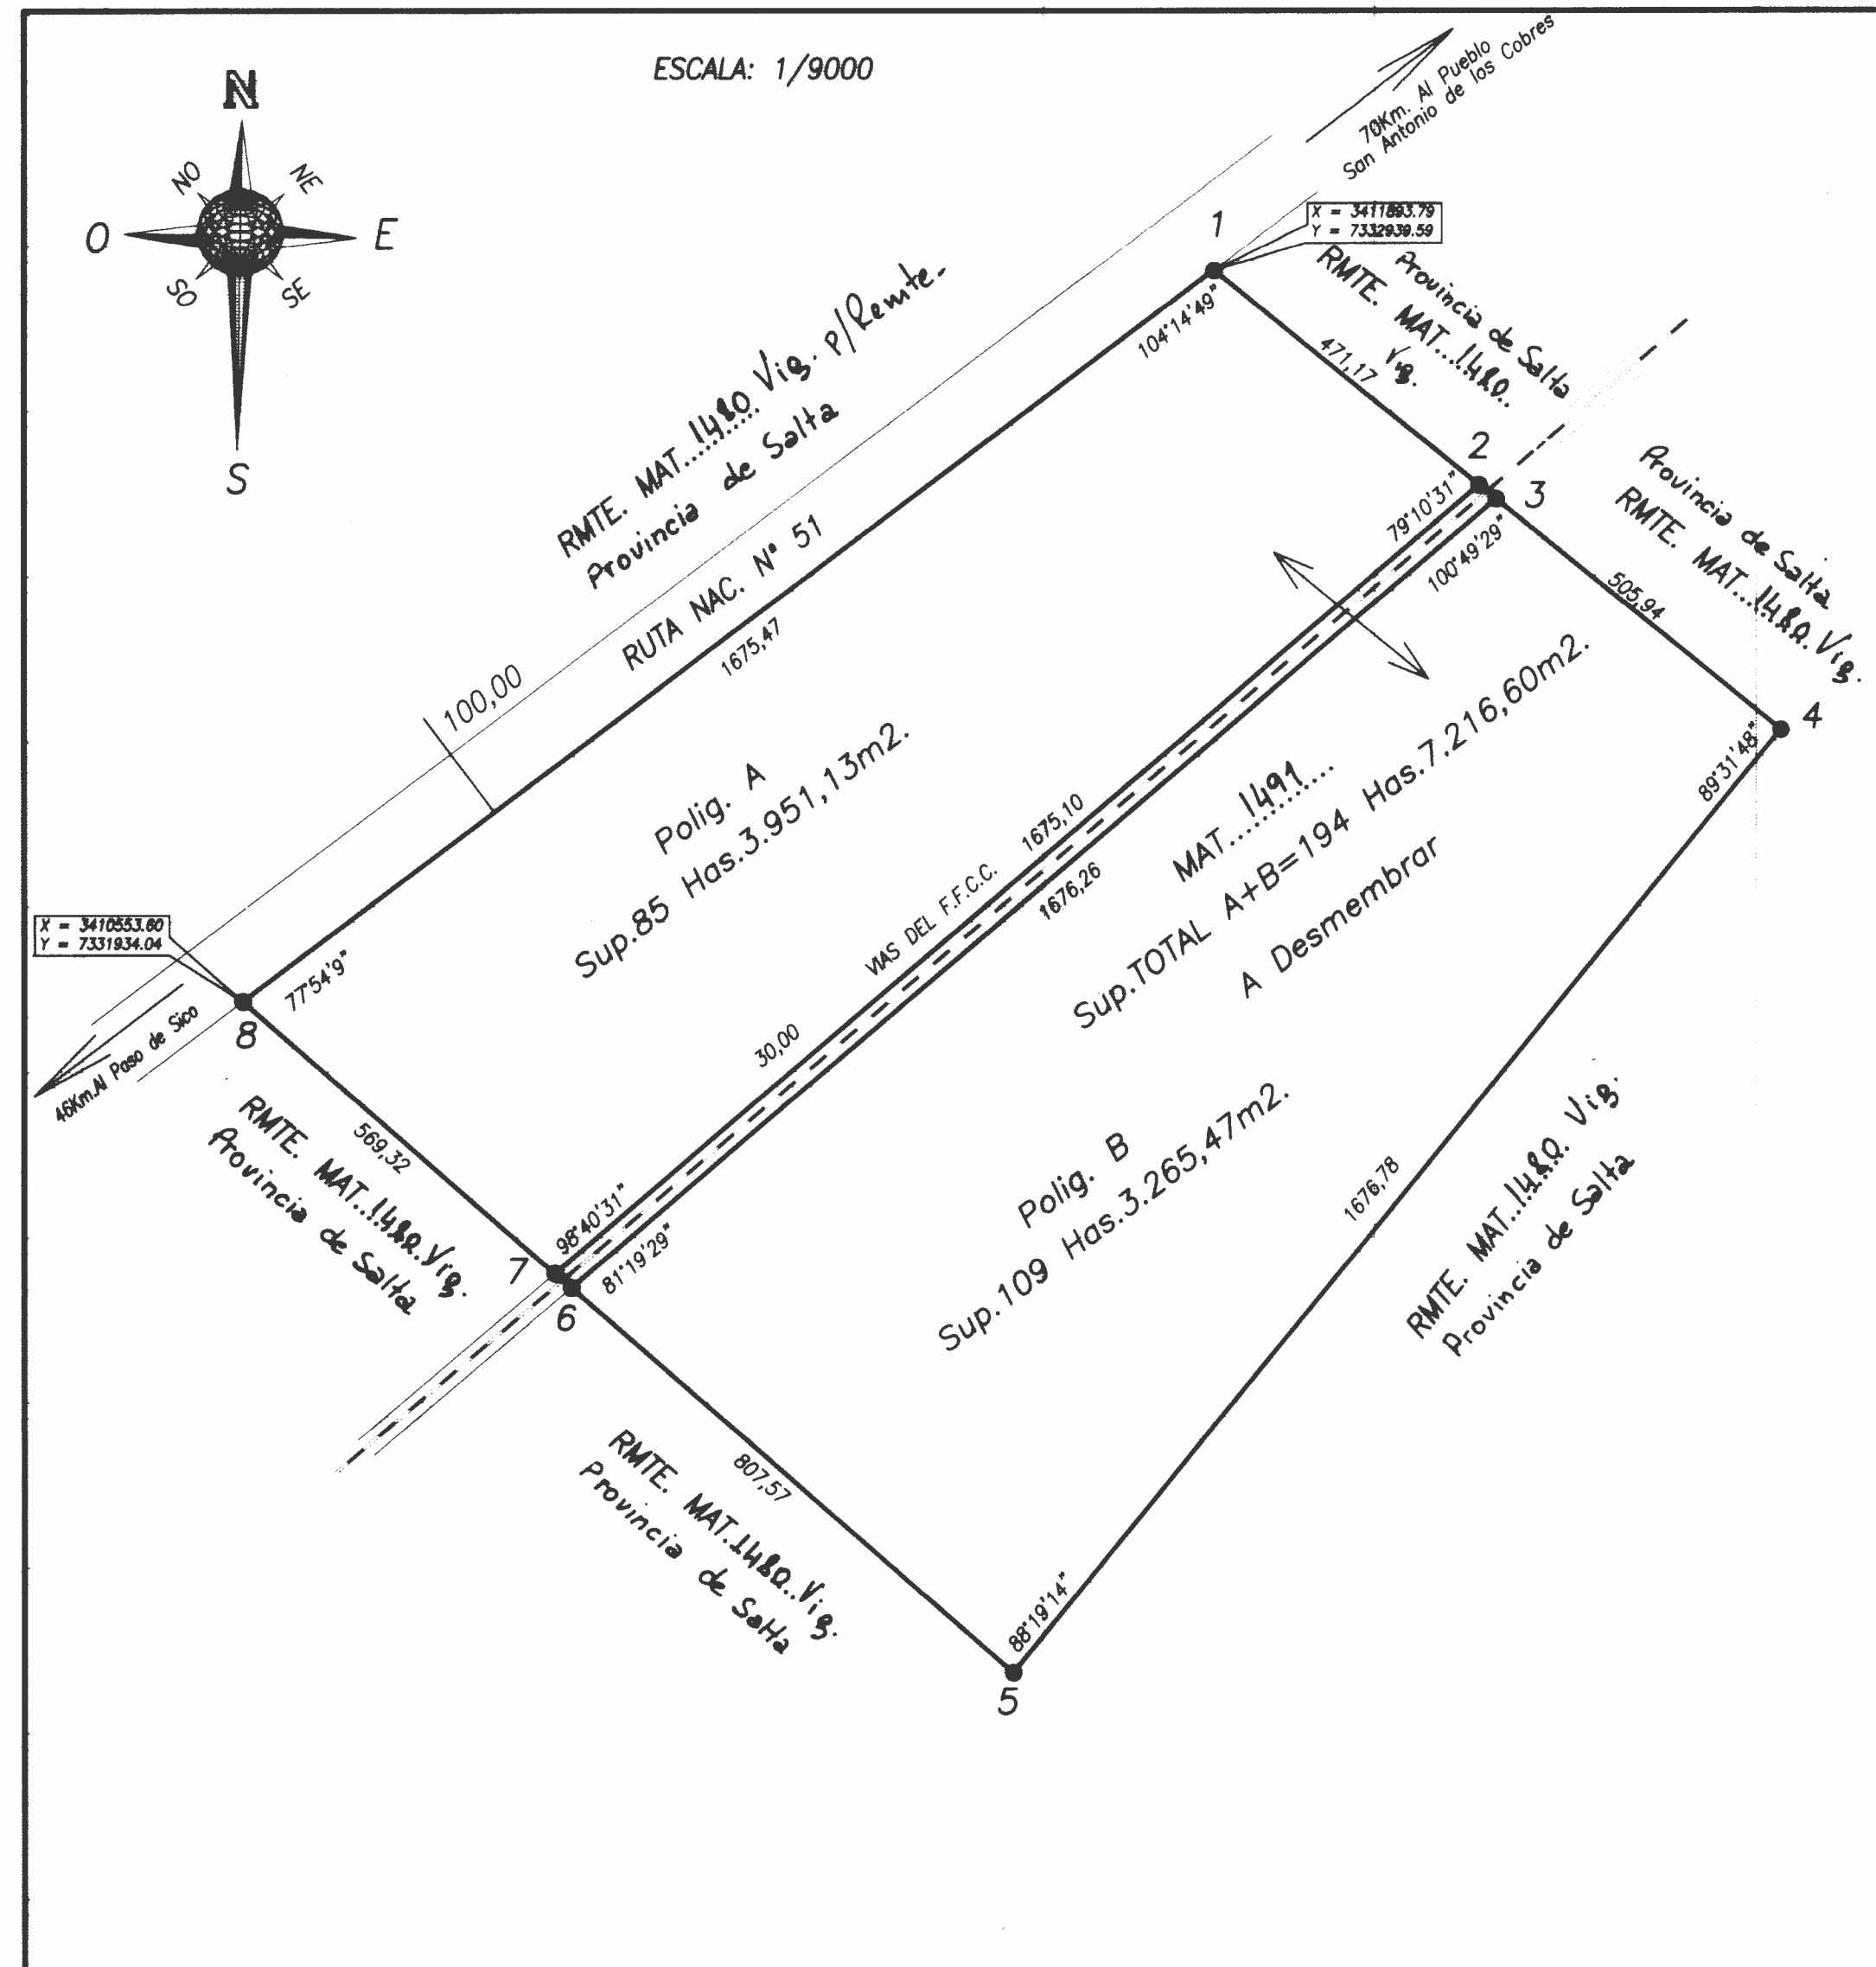 ESCALA: 1/9000
N
NO
NE
O
E
SO
SE
S
70Km. Al Pueblo
San Antonio de los Cobres
1
X = 3411893.79
Y = 7332939.59
104°14'49"
471,17
Provincia de Salta
RMTE. MAT...1480..
Vig.
RMTE. MAT...1480. Vig. p/Remte.
Provincia de Salta
RUTA NAC. N° 51
1675,47
100,00
2
3
79°10'31"
100°49'29"
Provincia de Salta
RMTE. MAT...1480. Vig.
505,94
4
89°31'48"
Polig. A
Sup.85 Has.3.951,13m2.
MAT...1491...
Sup.TOTAL A+B=194 Has.7.216,60m2.
A Desmembrar
1675,10
VIAS DEL F.F.C.C.
1676,26
30,00
X = 3410553.60
Y = 7331934.04
77°54'9"
8
46Km.Al Paso de Sico
569,32
RMTE. MAT..1480.Vig.
Provincia de Salta
7
98°40'31"
81°19'29"
6
Polig. B
Sup.109 Has.3.265,47m2.
1676,78
RMTE. MAT..1480. Vig.
Provincia de Salta
807,57
RMTE. MAT.1480..Vig.
Provincia de Salta
88°19'14"
5